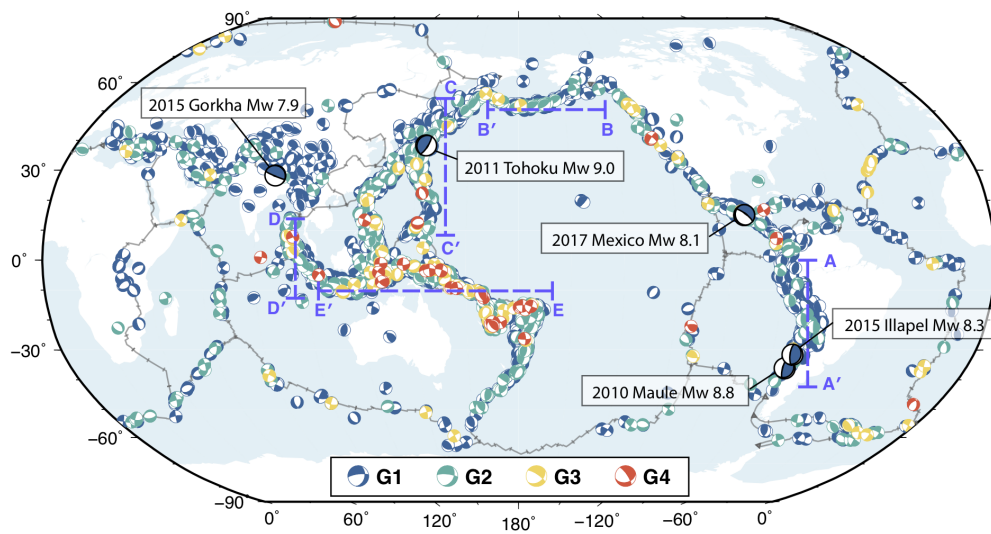 90°
60°
30°
0°
−30°
−60°
−90
2015 Gorkha Mw 7.9
C
B′
B
2011 Tohoku Mw 9.0
D
2017 Mexico Mw 8.1
C′
A
D′
E′
E
2015 Illapel Mw 8.3
2010 Maule Mw 8.8
A′
G1 G2 G3 G4
0° 60° 120° 180° −120° −60° 0°